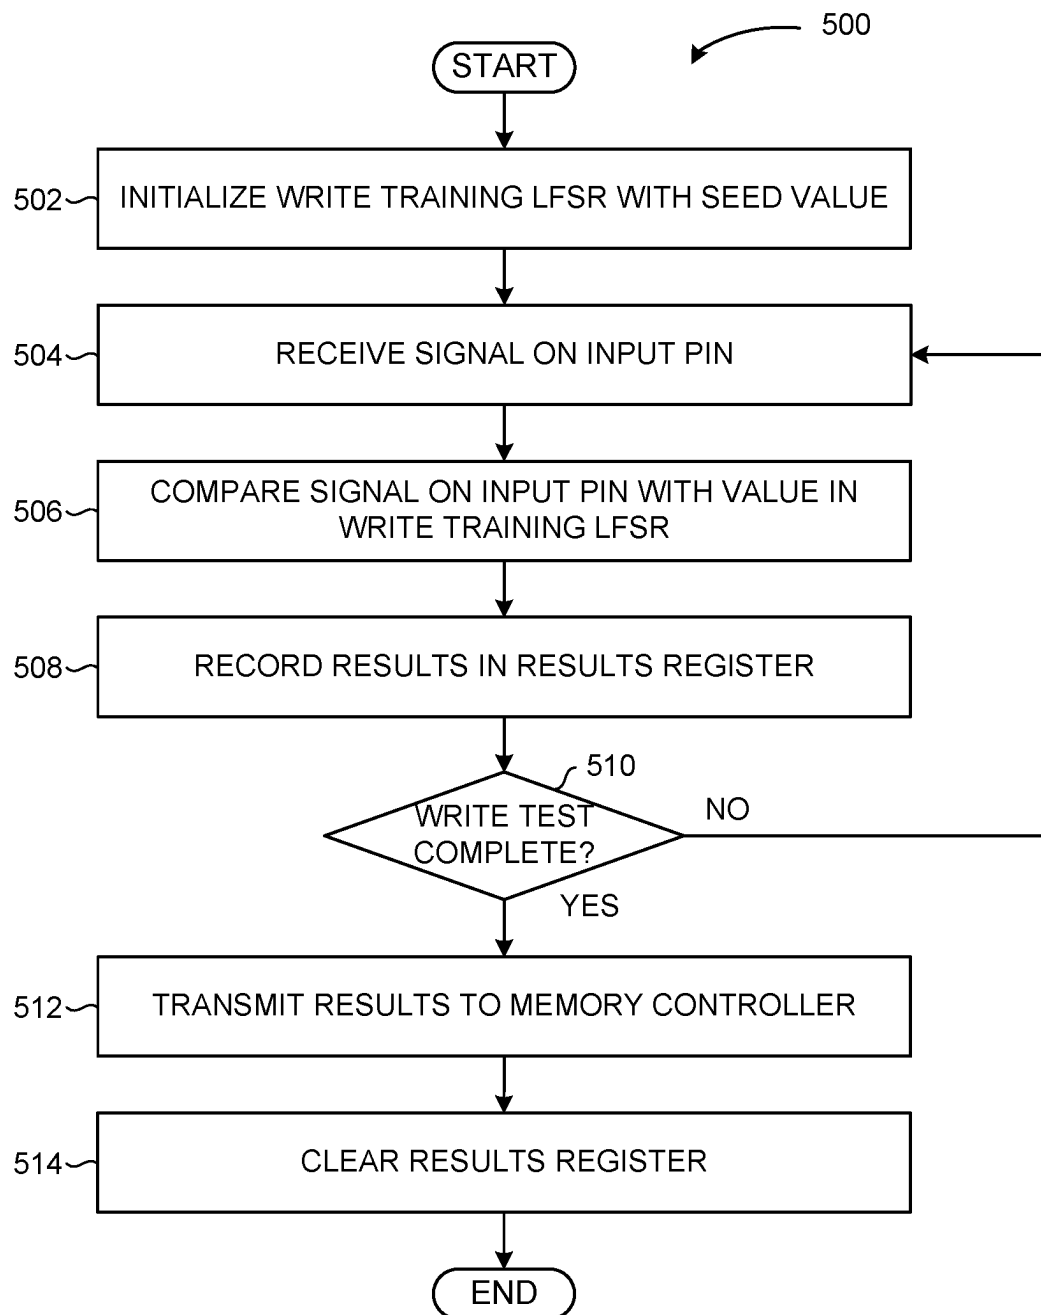 500
START
502
INITIALIZE WRITE TRAINING LFSR WITH SEED VALUE
504
RECEIVE SIGNAL ON INPUT PIN
506
COMPARE SIGNAL ON INPUT PIN WITH VALUE IN
WRITE TRAINING LFSR
508
RECORD RESULTS IN RESULTS REGISTER
510
WRITE TEST
COMPLETE?
NO
YES
512
TRANSMIT RESULTS TO MEMORY CONTROLLER
514
CLEAR RESULTS REGISTER
END